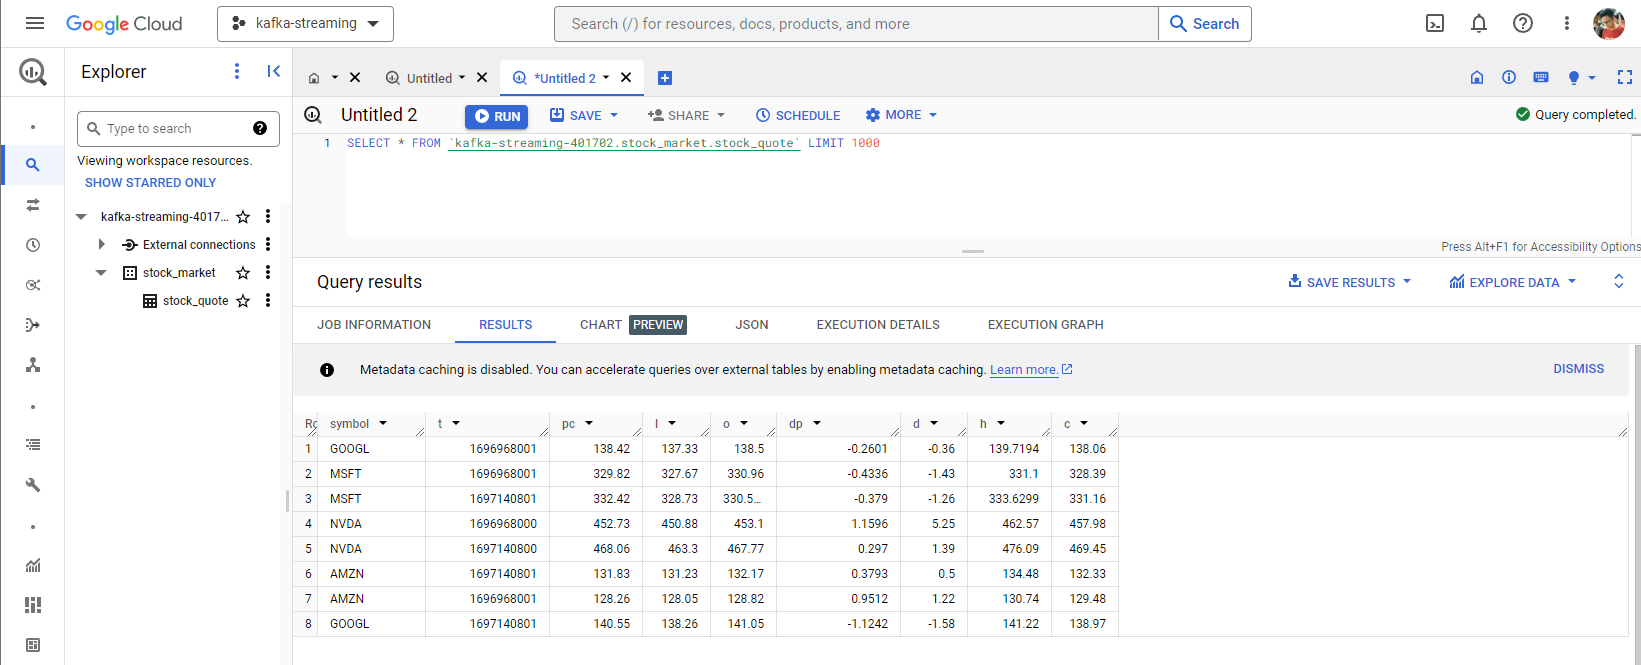 Google Cloud
kafka-streaming
Search (/) for resources, docs, products, and more
Search
Explorer
Untitled
*Untitled 2
Type to search
?
Viewing workspace resources.
SHOW STARRED ONLY
kafka-streaming-4017...
External connections
stock_market
stock_quote
Untitled 2
RUN
SAVE
SHARE
SCHEDULE
MORE
Query completed.
1 SELECT * FROM `kafka-streaming-401702.stock_market.stock_quote` LIMIT 1000
Press Alt+F1 for Accessibility Options
Query results
SAVE RESULTS
EXPLORE DATA
JOB INFORMATION RESULTS CHART PREVIEW JSON EXECUTION DETAILS EXECUTION GRAPH
Metadata caching is disabled. You can accelerate queries over external tables by enabling metadata caching. Learn more.
DISMISS
Ro symbol t pc l o dp d h c
1 GOOGL 1696968001 138.42 137.33 138.5 -0.2601 -0.36 139.7194 138.06
2 MSFT 1696968001 329.82 327.67 330.96 -0.4336 -1.43 331.1 328.39
3 MSFT 1697140801 332.42 328.73 330.5... -0.379 -1.26 333.6299 331.16
4 NVDA 1696968000 452.73 450.88 453.1 1.1596 5.25 462.57 457.98
5 NVDA 1697140800 468.06 463.3 467.77 0.297 1.39 476.09 469.45
6 AMZN 1697140801 131.83 131.23 132.17 0.3793 0.5 134.48 132.33
7 AMZN 1696968001 128.26 128.05 128.82 0.9512 1.22 130.74 129.48
8 GOOGL 1697140801 140.55 138.26 141.05 -1.1242 -1.58 141.22 138.97